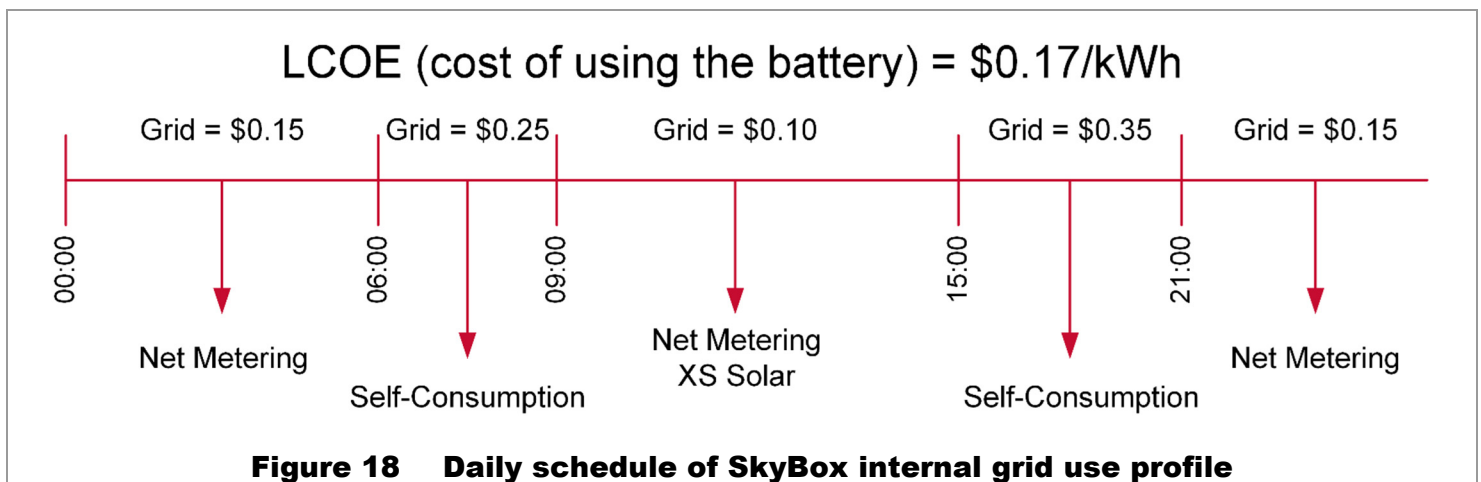 LCOE (cost of using the battery) = $0.17/kWh
Grid = $0.15
Grid = $0.25
Grid = $0.10
Grid = $0.35
Grid = $0.15
00:00
06:00
09:00
15:00
21:00
Net Metering
Self-Consumption
Net Metering
XS Solar
Self-Consumption
Net Metering
Figure 18 Daily schedule of SkyBox internal grid use profile